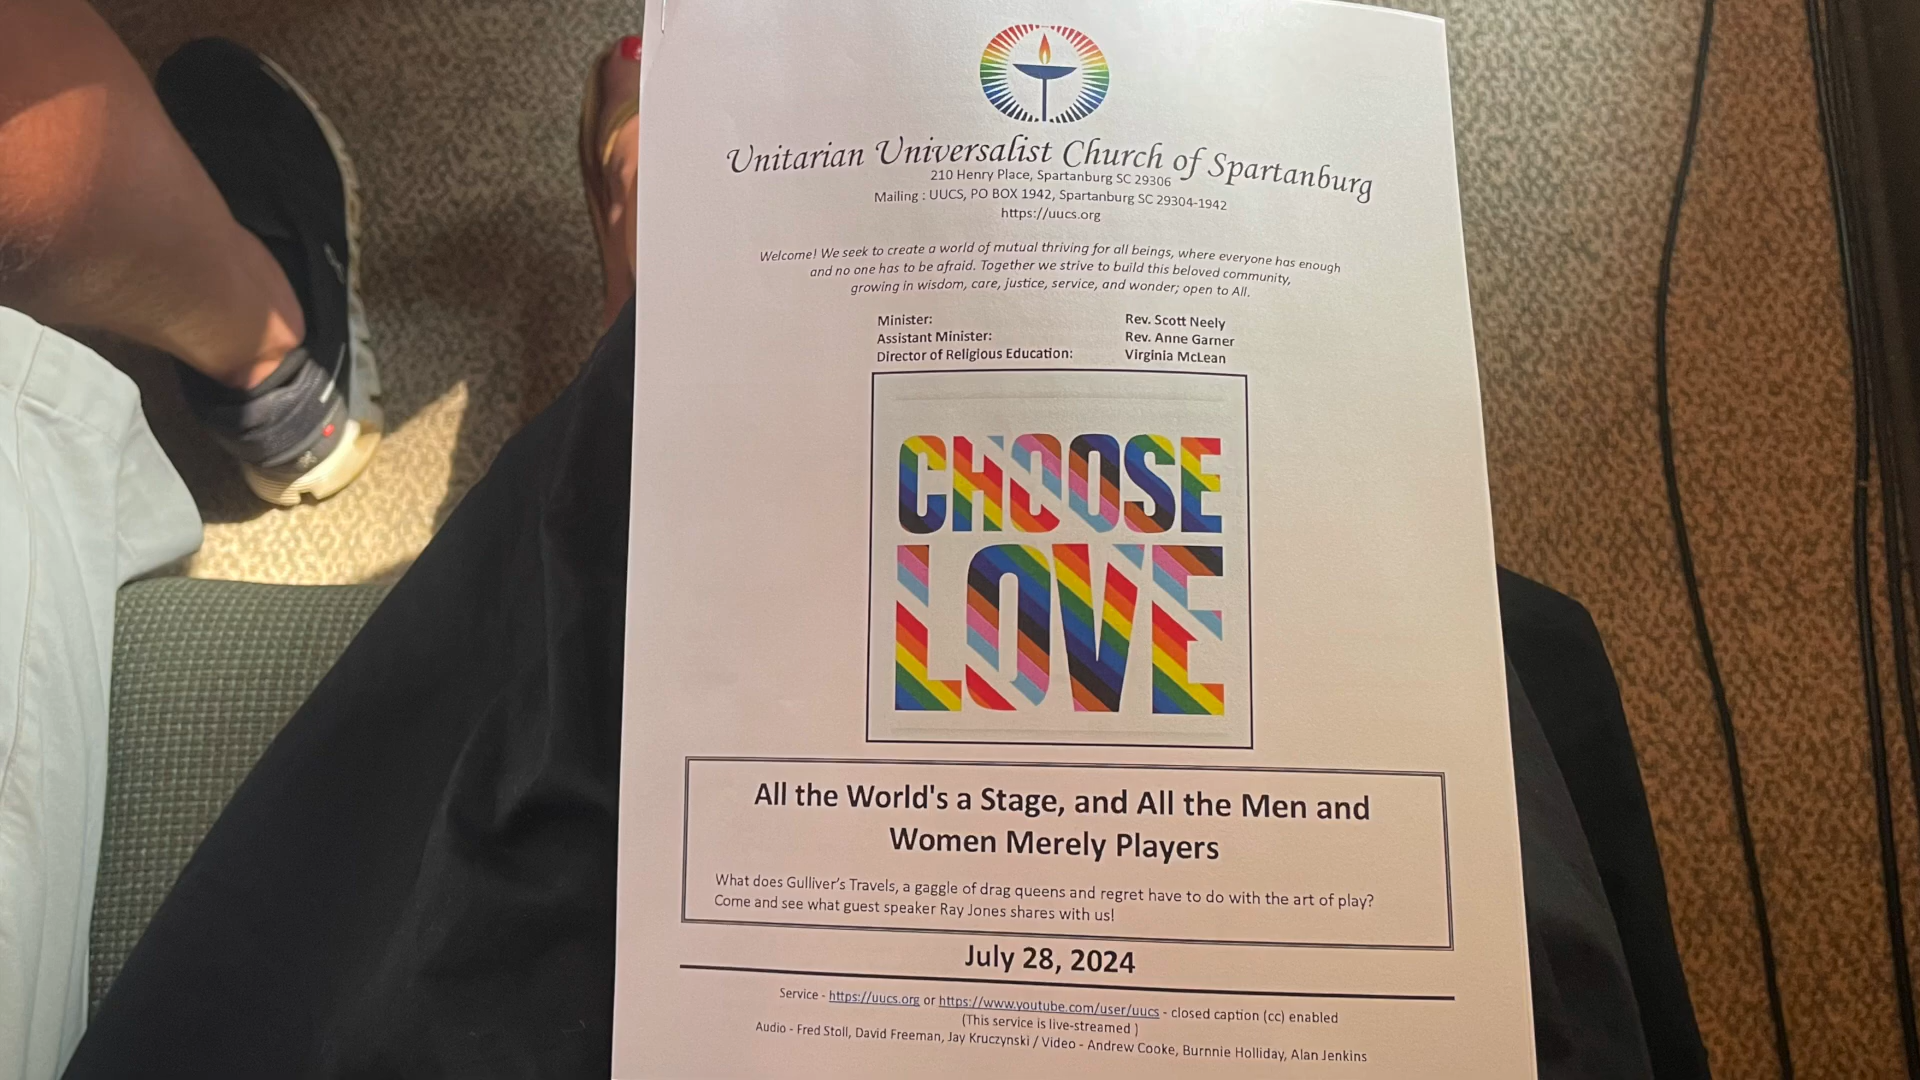 Unitarian Universalist Church of Spartanburg
210 Henry Place, Spartanburg SC 29306
Mailing : UUCS, PO BOX 1942, Spartanburg SC 29304-1942
https://uucs.org
Welcome! We seek to create a world of mutual thriving for all beings, where everyone has enough
and no one has to be afraid. Together we strive to build this beloved community,
growing in wisdom, care, justice, service, and wonder; open to All.
Minister: Rev. Scott Neely
Assistant Minister: Rev. Anne Garner
Director of Religious Education: Virginia McLean
CHOOSE
LOVE
All the World's a Stage, and All the Men and
Women Merely Players
What does Gulliver's Travels, a gaggle of drag queens and regret have to do with the art of play?
Come and see what guest speaker Ray Jones shares with us!
July 28, 2024
Service - https://uucs.org or https://www.youtube.com/user/uucs - closed caption (cc) enabled
(This service is live-streamed )
Audio - Fred Stoll, David Freeman, Jay Kruczynski / Video - Andrew Cooke, Burnnie Holliday, Alan Jenkins